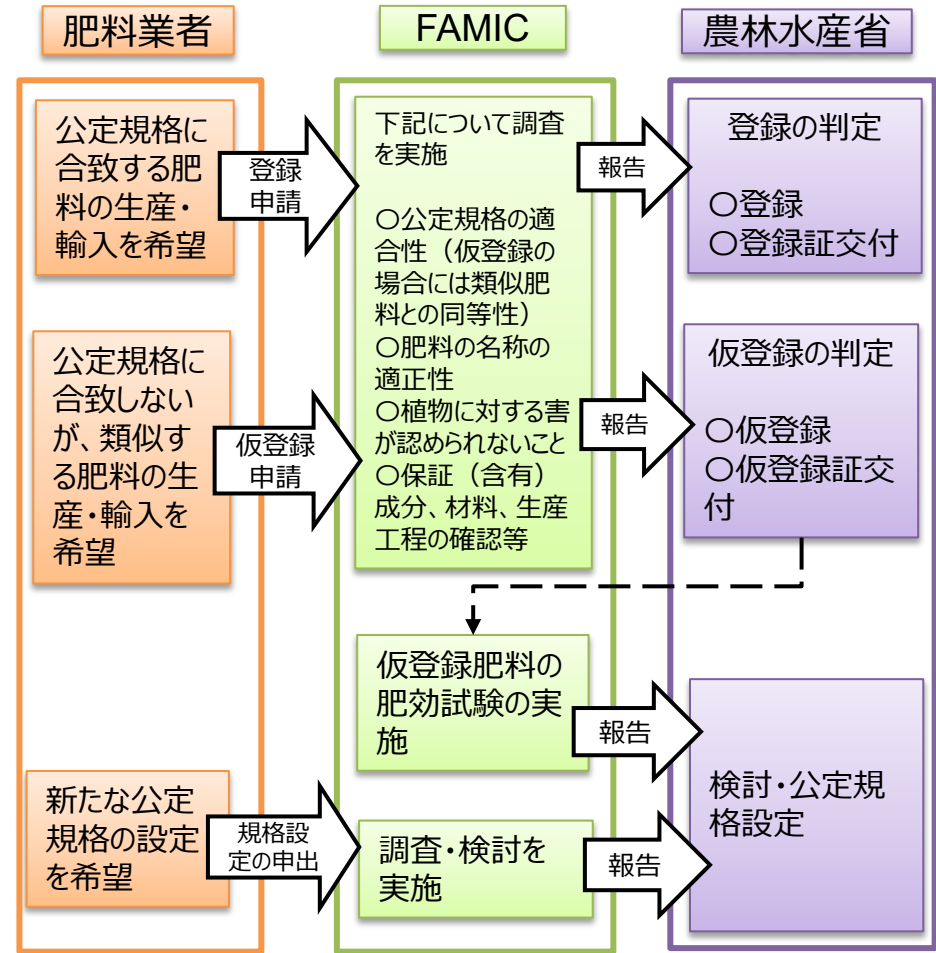 肥料業者
FAMIC
農林水産省
公定規格に
合致する肥
料の生産・
輸入を希望
登録
申請
下記について調査
を実施
〇公定規格の適
合性（仮登録の
場合には類似肥
料との同等性）
〇肥料の名称の
適正性
〇植物に対する害
が認められないこと
〇保証（含有）
成分、材料、生産
工程の確認等
報告
登録の判定
〇登録
〇登録証交付
公定規格に
合致しない
が、類似す
る肥料の生
産・輸入を
希望
仮登録
申請
報告
仮登録の判定
〇仮登録
〇仮登録証交
付
仮登録肥料の
肥効試験の実
施
報告
検討・公定規
格設定
新たな公定
規格の設定
を希望
規格設
定の申出
調査・検討を
実施
報告